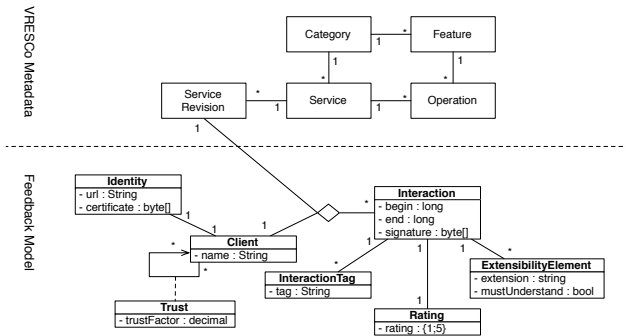 VRESCo Metadata
Category
1
*
Feature
1
1
*
*
Service
Revision
*
1
Service
1
*
Operation
1
Feedback Model
Identity
- url : String
- certificate : byte[]
1
1
1
Client
- name : String
*
*
Trust
- trustFactor : decimal
*
Interaction
- begin : long
- end : long
- signature : byte[]
1
1
1
*
InteractionTag
- tag : String
1
Rating
- rating : {1;5}
*
ExtensibilityElement
- extension : string
- mustUnderstand : bool